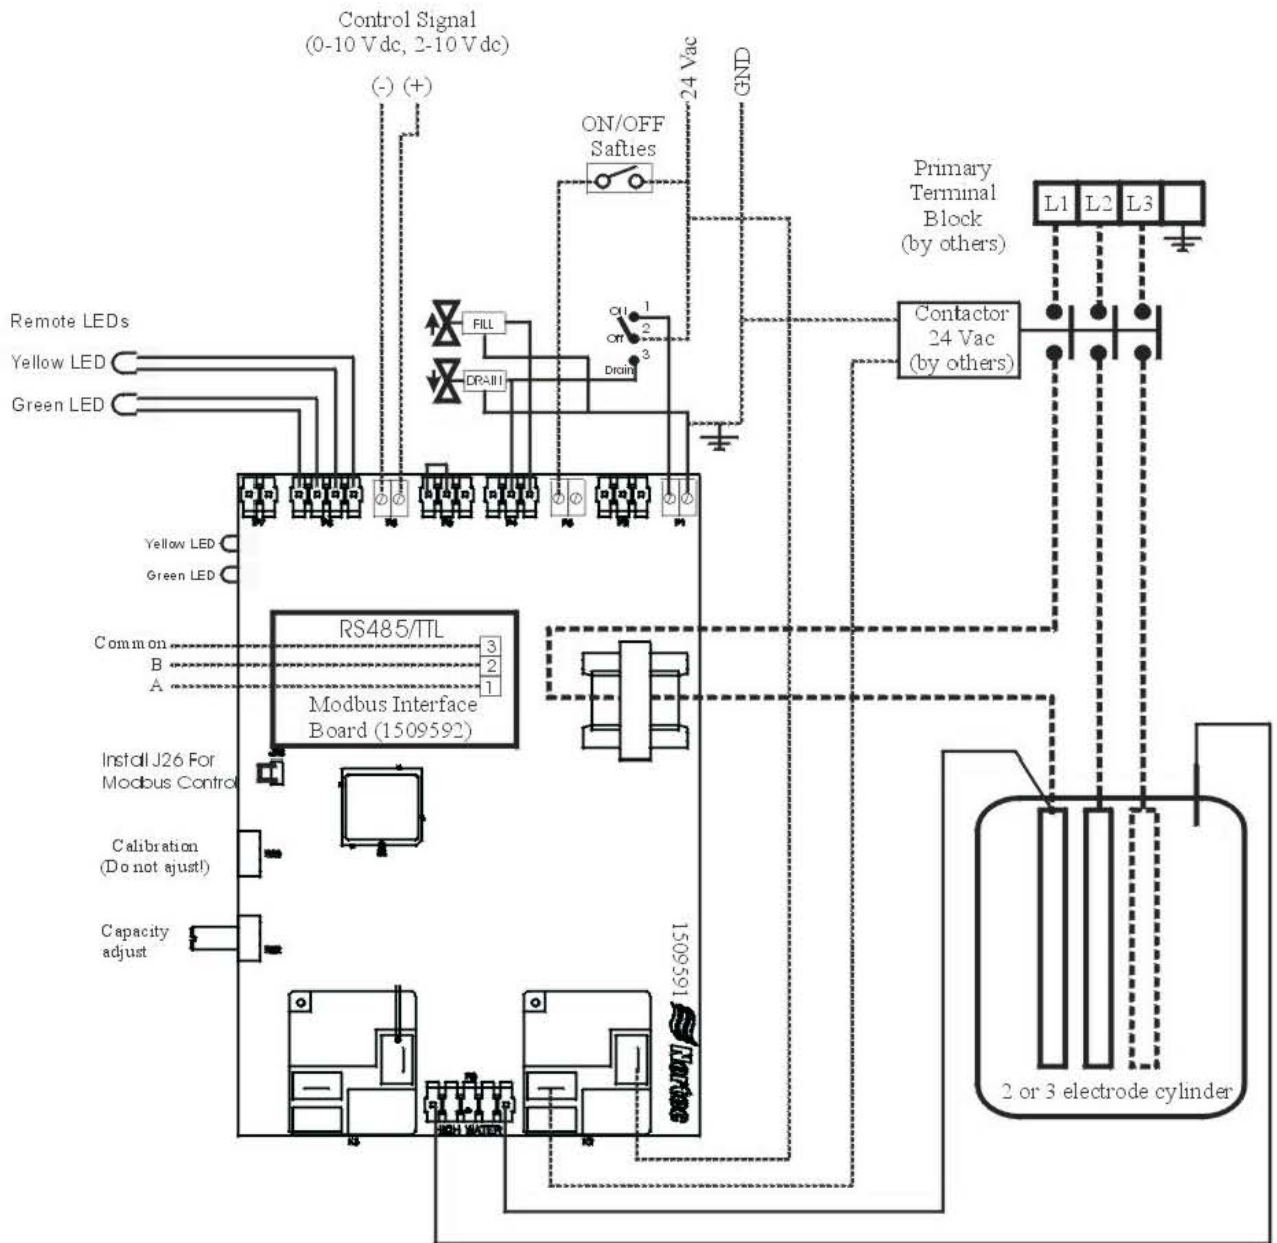 Control Signal
(0-10 Vdc, 2-10 Vdc)
(-) (+)
24 Vac
GND
ON/OFF
Safties
Primary
Terminal
Block
(by others)
L1 L2 L3
Remote LEDs
Yellow LED
Green LED
FILL
DRAIN
1
2
Off
3
Drain
Contactor
24 Vac
(by others)
P1
Yellow LED
Green LED
RS485/TTL
Common
3
B
2
A
1
Modbus Interface
Board (1509592)
Install J26 For
Modbus Control
Calibration
(Do not ajust!)
Capacity
adjust
1509591
Nortec
HIGH WATER
2 or 3 electrode cylinder